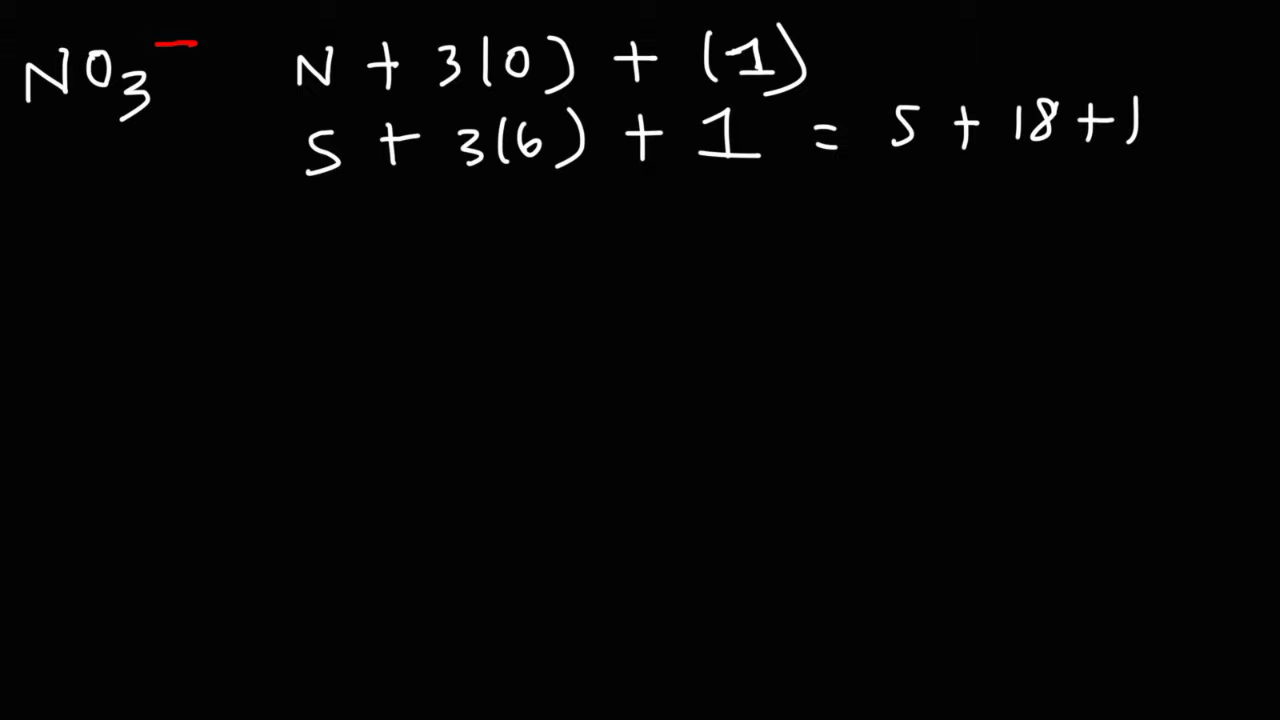 NO₃⁻ N + 3(O) + (1)
5 + 3(6) + 1 = 5 + 18 + 1